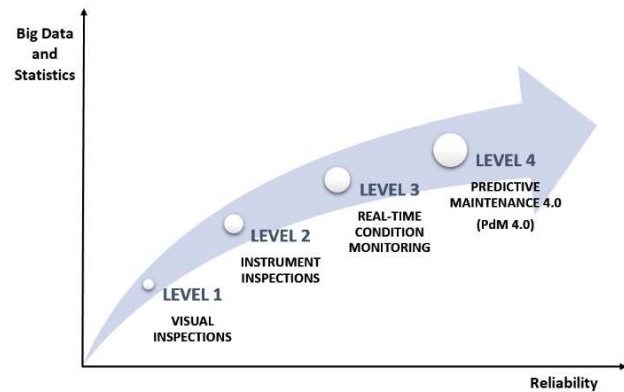 Big Data
and
Statistics
LEVEL 4
PREDICTIVE
MAINTENANCE 4.0
(PdM 4.0)
LEVEL 3
REAL-TIME
CONDITION
MONITORING
LEVEL 2
INSTRUMENT
INSPECTIONS
LEVEL 1
VISUAL
INSPECTIONS
Reliability